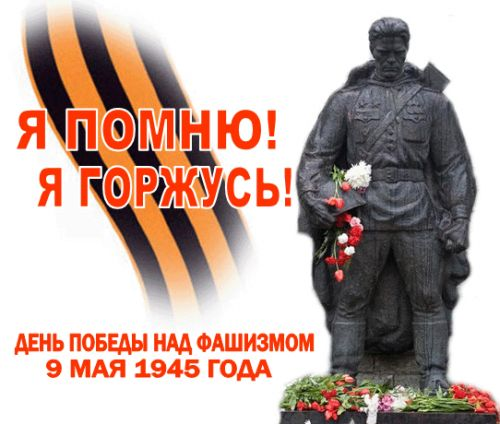 Я ПОМНЮ!
Я ГОРЖУСЬ!
ДЕНЬ ПОБЕДЫ НАД ФАШИЗМОМ
9 МАЯ 1945 ГОДА